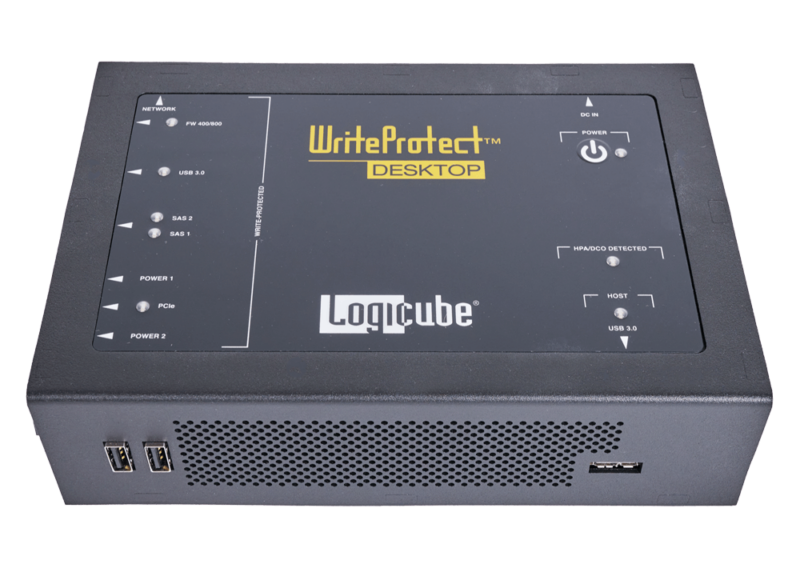 NETWORK
FW 400/800
USB 3.0
SAS 2
SAS 1
POWER 1
PCIe
POWER 2
WRITE-PROTECTED
WriteProtect™
DESKTOP
Logicube®
DC IN
POWER
HPA/DCO DETECTED
HOST
USB 3.0